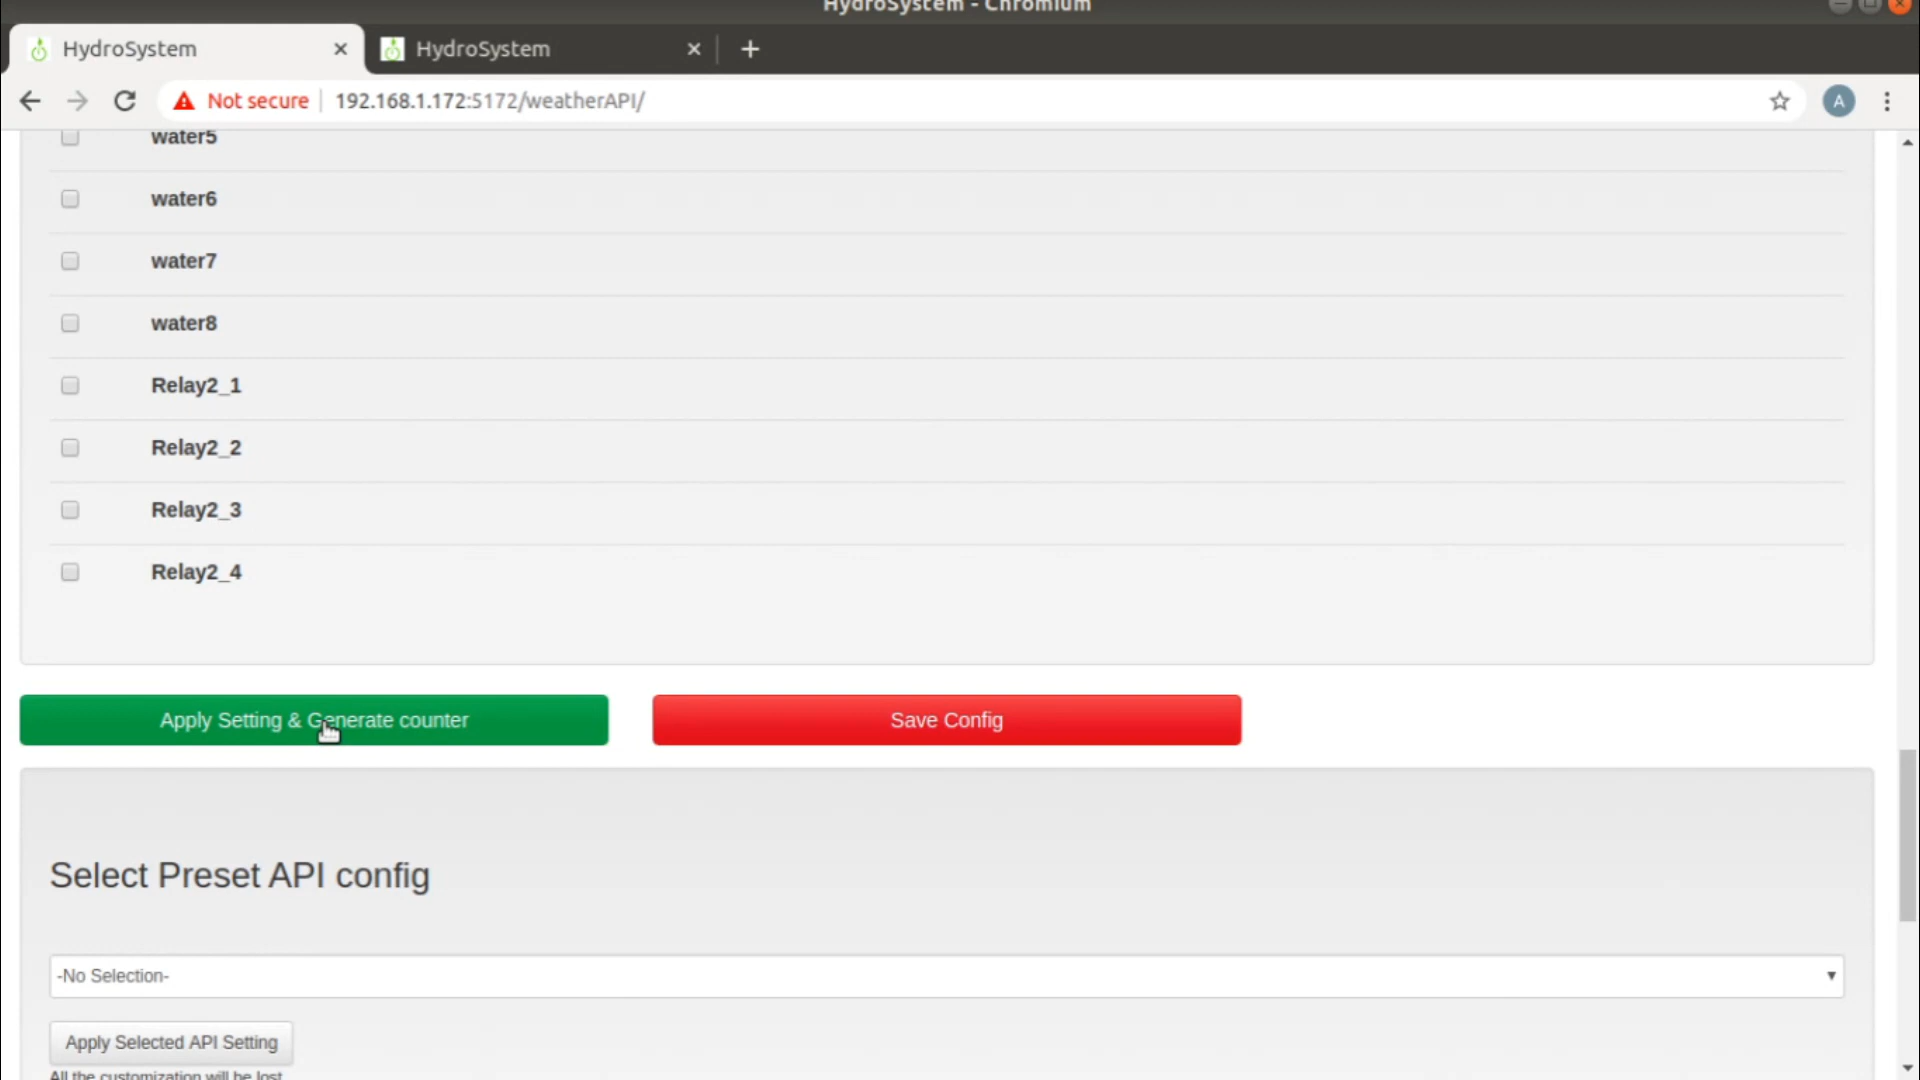 HydroSystem - Chromium
HydroSystem
HydroSystem
Not secure
192.168.1.172:5172/weatherAPI/
A
water5
water6
water7
water8
Relay2_1
Relay2_2
Relay2_3
Relay2_4
Apply Setting & Generate counter
Save Config
Select Preset API config
-No Selection-
Apply Selected API Setting
All the customization will be lost